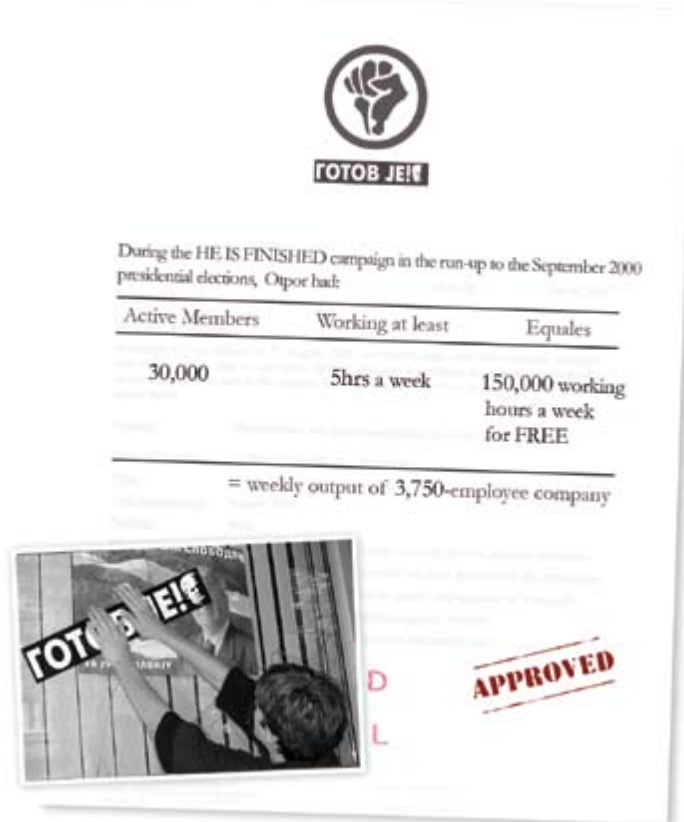 ГОТОВ ЈЕ!
During the HE IS FINISHED campaign in the run-up to the September 2000
presidential elections, Otpor had:
Active Members Working at least Equales
30,000 5hrs a week 150,000 working
hours a week
for FREE
= weekly output of 3,750-employee company
СЛОБОДАН
ГОТОВ ЈЕ!
D
L
APPROVED